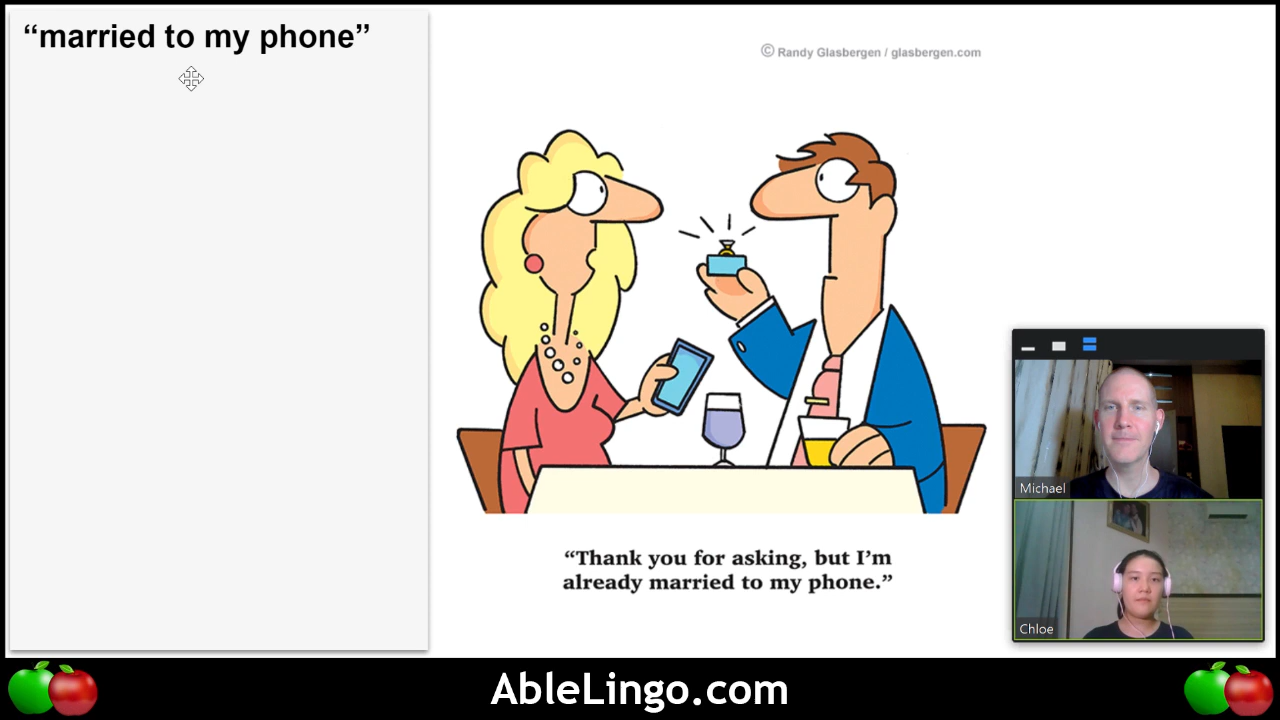 “married to my phone”
© Randy Glasbergen / glasbergen.com
“Thank you for asking, but I’m
already married to my phone.”
Michael
Chloe
AbleLingo.com